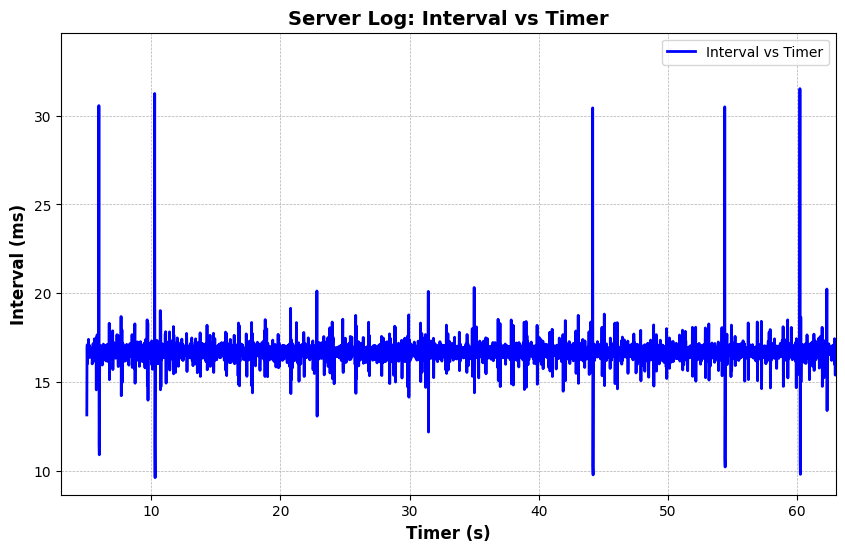 Server Log: Interval vs Timer
Interval vs Timer
30
25
20
15
10
Interval (ms)
10 20 30 40 50 60
Timer (s)